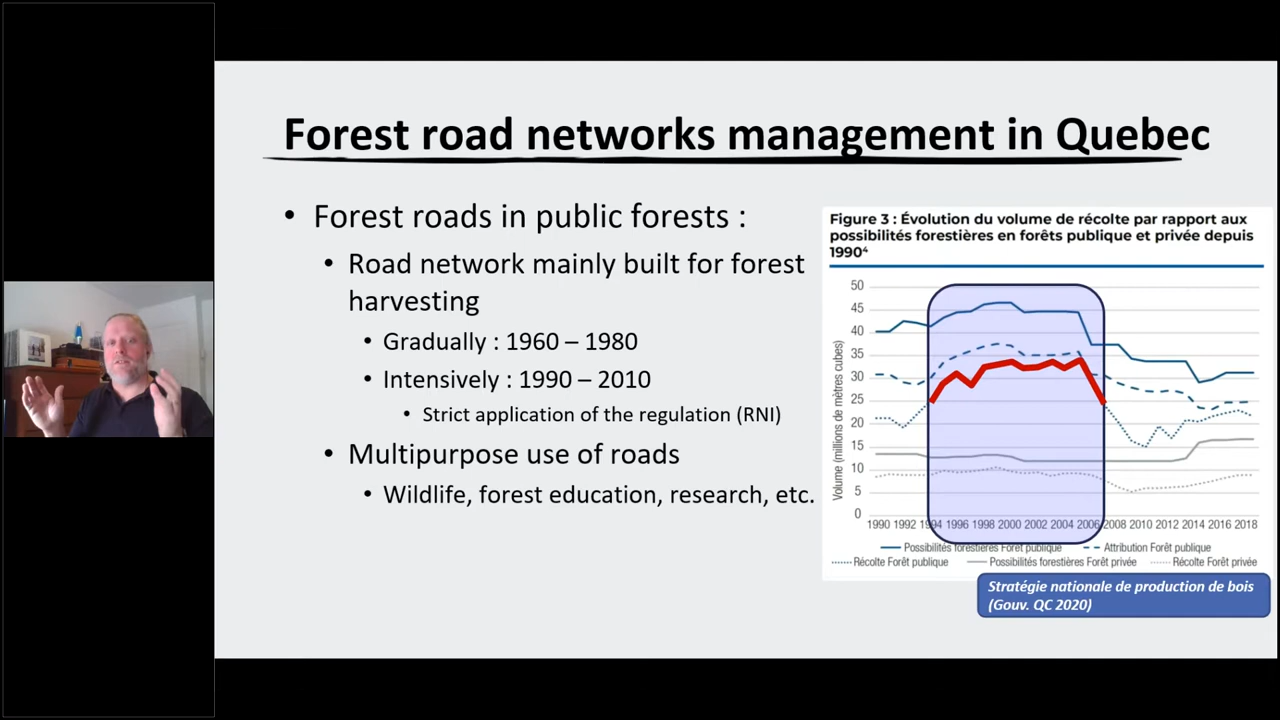 Forest road networks management in Quebec
• Forest roads in public forests :
• Road network mainly built for forest
harvesting
• Gradually : 1960 – 1980
• Intensively : 1990 – 2010
• Strict application of the regulation (RNI)
• Multipurpose use of roads
• Wildlife, forest education, research, etc.
Figure 3 : Évolution du volume de récolte par rapport aux
possibilités forestières en forêts publique et privée depuis
1990⁴
Volume (millions de mètres cubes)
50
45
40
35
30
25
20
15
10
5
0
1990 1992 1994 1996 1998 2000 2002 2004 2006 2008 2010 2012 2014 2016 2018
Possibilités forestières Forêt publique Attribution Forêt publique
Récolte Forêt publique Possibilités forestières Forêt privée Récolte Forêt privée
Stratégie nationale de production de bois
(Gouv. QC 2020)